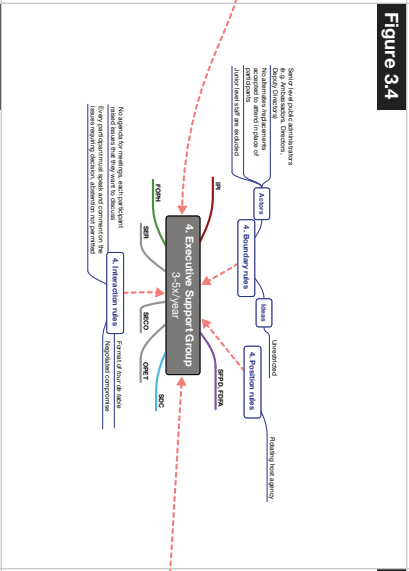 Figure 3.4
Senior level public administrators
(e.g. Ambassadors, Directors,
Deputy Directors)
No alternates/replacements
accepted to attend in place of
participants
Junior level staff are excluded
Actors
4. Boundary rules
Ideas
Unrestricted
4. Position rules
Rotating host agency
IPI
SFPD, FDFA
4. Executive Support Group
3-5x/year
FOPH
SER
SECO
OPET
SDC
No agenda for meetings, each participant
raised issues that they want to discuss
Every participant must speak and comment on the
issues requiring decision, abstention not permitted
4. Interaction rules
Format of tour de table
Negotiated compromise